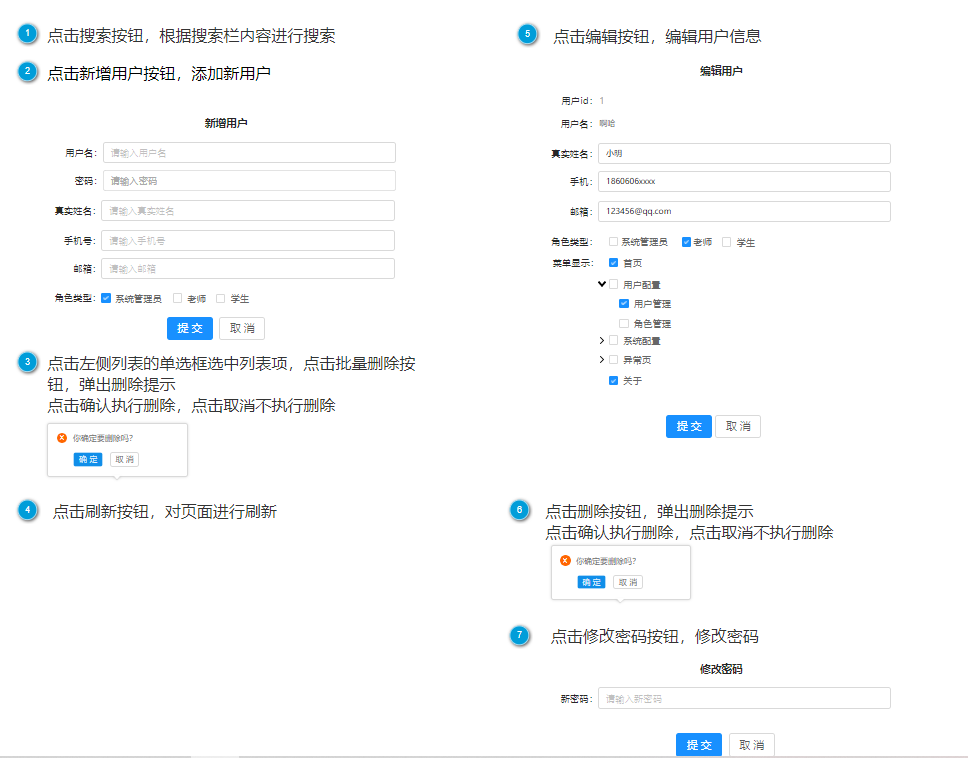 1 点击搜索按钮，根据搜索栏内容进行搜索
2 点击新增用户按钮，添加新用户
新增用户
用户名： 请输入用户名
密码： 请输入密码
真实姓名： 请输入真实姓名
手机号： 请输入手机号
邮箱： 请输入邮箱
角色类型： 系统管理员 老师 学生
提交 取消
3 点击左侧列表的单选框选中列表项，点击批量删除按
钮，弹出删除提示
点击确认执行删除，点击取消不执行删除
你确定要删除吗?
确定 取消
4 点击刷新按钮，对页面进行刷新
5 点击编辑按钮，编辑用户信息
编辑用户
用户id： 1
用户名： 啊哈
真实姓名： 小明
手机： 1860606xxxx
邮箱： 123456@qq.com
角色类型： 系统管理员 老师 学生
菜单显示： 首页
用户配置
用户管理
角色管理
系统配置
异常页
关于
提交 取消
6 点击删除按钮，弹出删除提示
点击确认执行删除，点击取消不执行删除
你确定要删除吗?
确定 取消
7 点击修改密码按钮，修改密码
修改密码
新密码： 请输入新密码
提交 取消